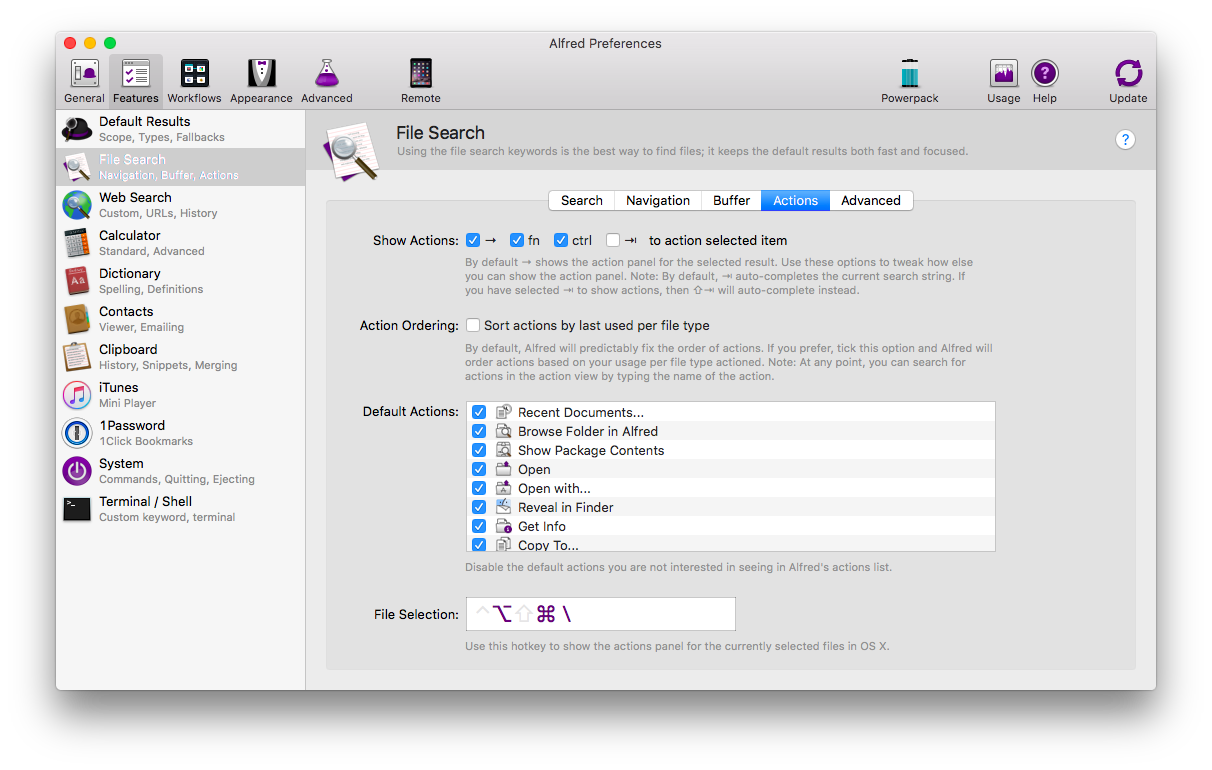 Alfred Preferences
General Features Workflows Appearance Advanced Remote Powerpack Usage Help Update
Default Results
Scope, Types, Fallbacks
File Search
Navigation, Buffer, Actions
Web Search
Custom, URLs, History
Calculator
Standard, Advanced
Dictionary
Spelling, Definitions
Contacts
Viewer, Emailing
Clipboard
History, Snippets, Merging
iTunes
Mini Player
1Password
1Click Bookmarks
System
Commands, Quitting, Ejecting
Terminal / Shell
Custom keyword, terminal
File Search
Using the file search keywords is the best way to find files; it keeps the default results both fast and focused.
?
Search Navigation Buffer Actions Advanced
Show Actions: → fn ctrl ⇥ to action selected item
By default → shows the action panel for the selected result. Use these options to tweak how else
you can show the action panel. Note: By default, ⇥ auto-completes the current search string. If
you have selected ⇥ to show actions, then ⇧⇥ will auto-complete instead.
Action Ordering: Sort actions by last used per file type
By default, Alfred will predictably fix the order of actions. If you prefer, tick this option and Alfred will
order actions based on your usage per file type actioned. Note: At any point, you can search for
actions in the action view by typing the name of the action.
Default Actions: Recent Documents...
Browse Folder in Alfred
Show Package Contents
Open
Open with...
Reveal in Finder
Get Info
Copy To...
Disable the default actions you are not interested in seeing in Alfred's actions list.
File Selection: ^⌥⇧⌘ \
Use this hotkey to show the actions panel for the currently selected files in OS X.